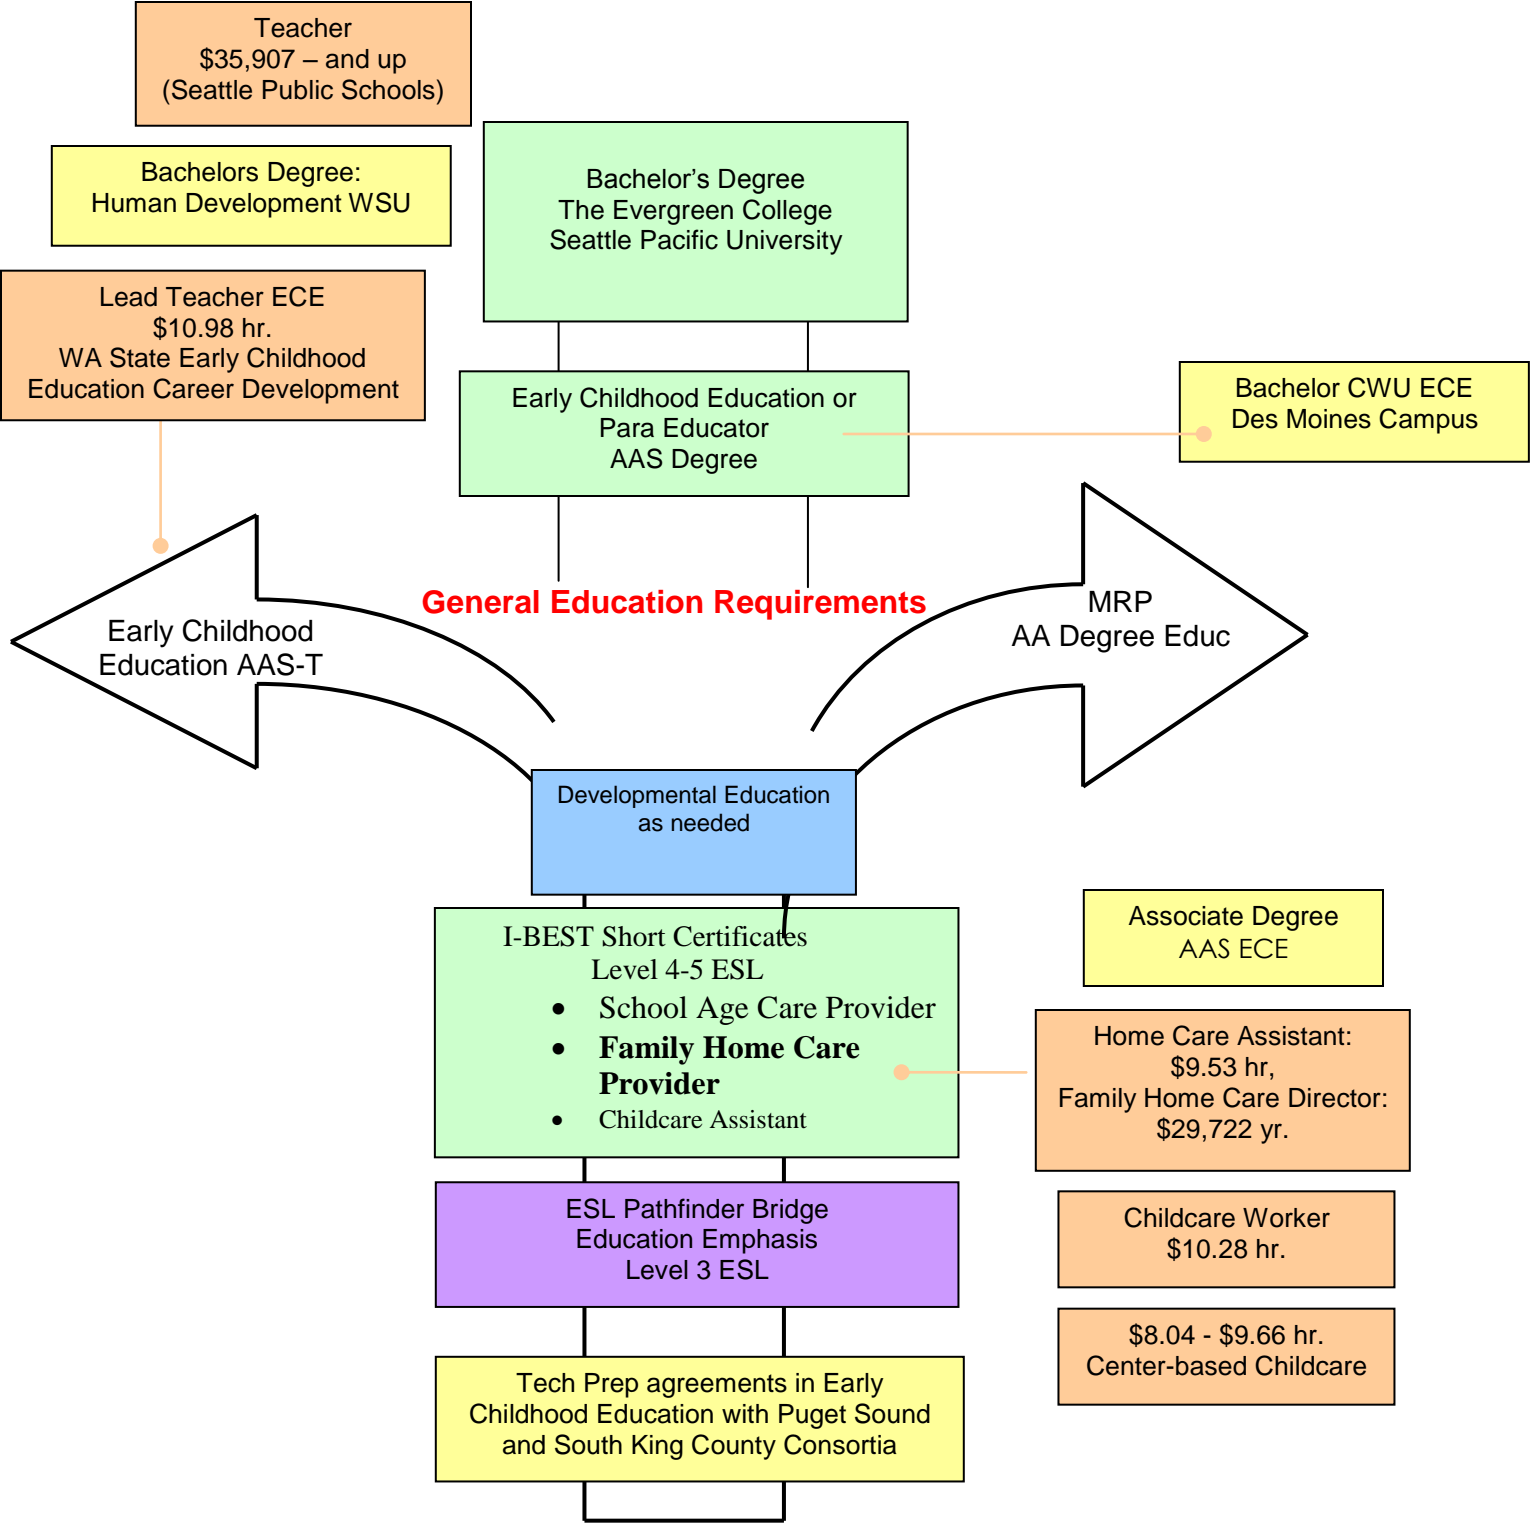 Teacher
$35,907 – and up
(Seattle Public Schools)
Bachelors Degree:
Human Development WSU
Bachelor’s Degree
The Evergreen College
Seattle Pacific University
Lead Teacher ECE
$10.98 hr.
WA State Early Childhood
Education Career Development
Early Childhood Education or
Para Educator
AAS Degree
Bachelor CWU ECE
Des Moines Campus
General Education Requirements
Early Childhood
Education AAS-T
MRP
AA Degree Educ
Developmental Education
as needed
I-BEST Short Certificates
Level 4-5 ESL
• School Age Care Provider
• Family Home Care
Provider
• Childcare Assistant
Associate Degree
AAS ECE
Home Care Assistant:
$9.53 hr,
Family Home Care Director:
$29,722 yr.
ESL Pathfinder Bridge
Education Emphasis
Level 3 ESL
Childcare Worker
$10.28 hr.
$8.04 - $9.66 hr.
Center-based Childcare
Tech Prep agreements in Early
Childhood Education with Puget Sound
and South King County Consortia